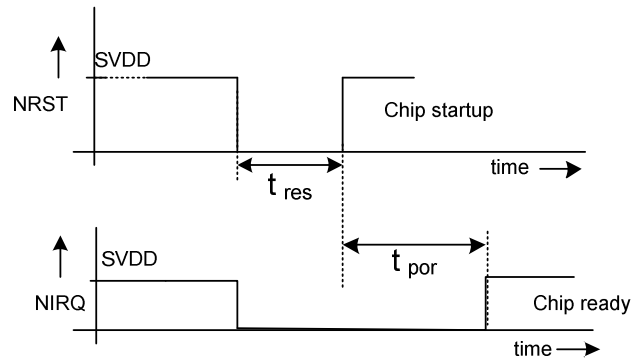 SVDD
NRST
Chip startup
time
t res
SVDD
t por
NIRQ
Chip ready
time